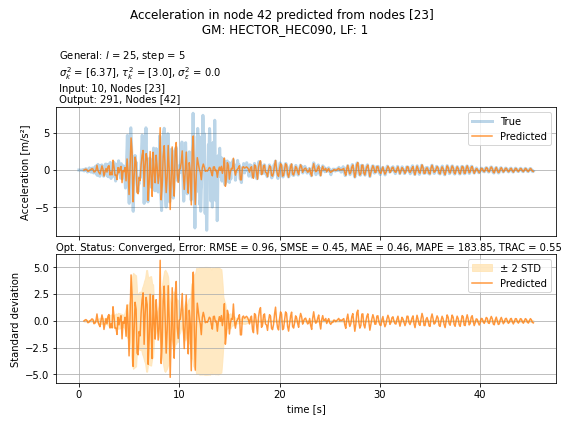 Acceleration in node 42 predicted from nodes [23]
GM: HECTOR_HEC090, LF: 1
General: l = 25, step = 5
σ²ₖ = [6.37], τ²ₖ = [3.0], σ²ε = 0.0
Input: 10, Nodes [23]
Output: 291, Nodes [42]
Acceleration [m/s²]
5
0
−5
True
Predicted
Opt. Status: Converged, Error: RMSE = 0.96, SMSE = 0.45, MAE = 0.46, MAPE = 183.85, TRAC = 0.55
Standard deviation
5.0
2.5
0.0
−2.5
−5.0
± 2 STD
Predicted
0 10 20 30 40
time [s]